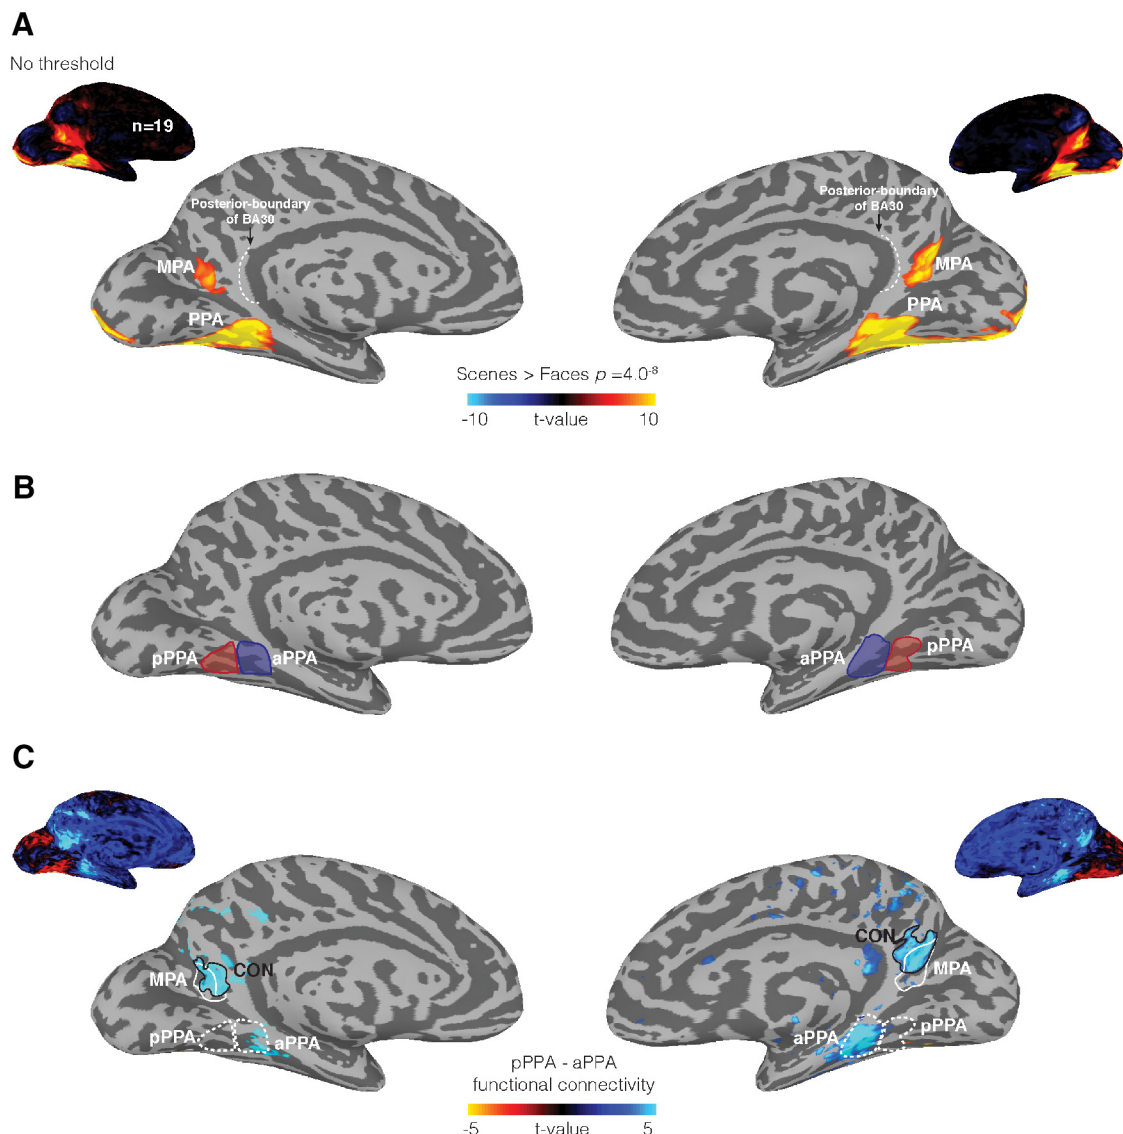 A
No threshold
n=19
Posterior-boundary
of BA30
MPA
PPA
Posterior-boundary
of BA30
MPA
PPA
Scenes > Faces p =4.0-8
-10 t-value 10
B
pPPA aPPA
aPPA pPPA
C
CON
MPA
pPPA aPPA
CON
MPA
aPPA pPPA
pPPA - aPPA
functional connectivity
-5 t-value 5